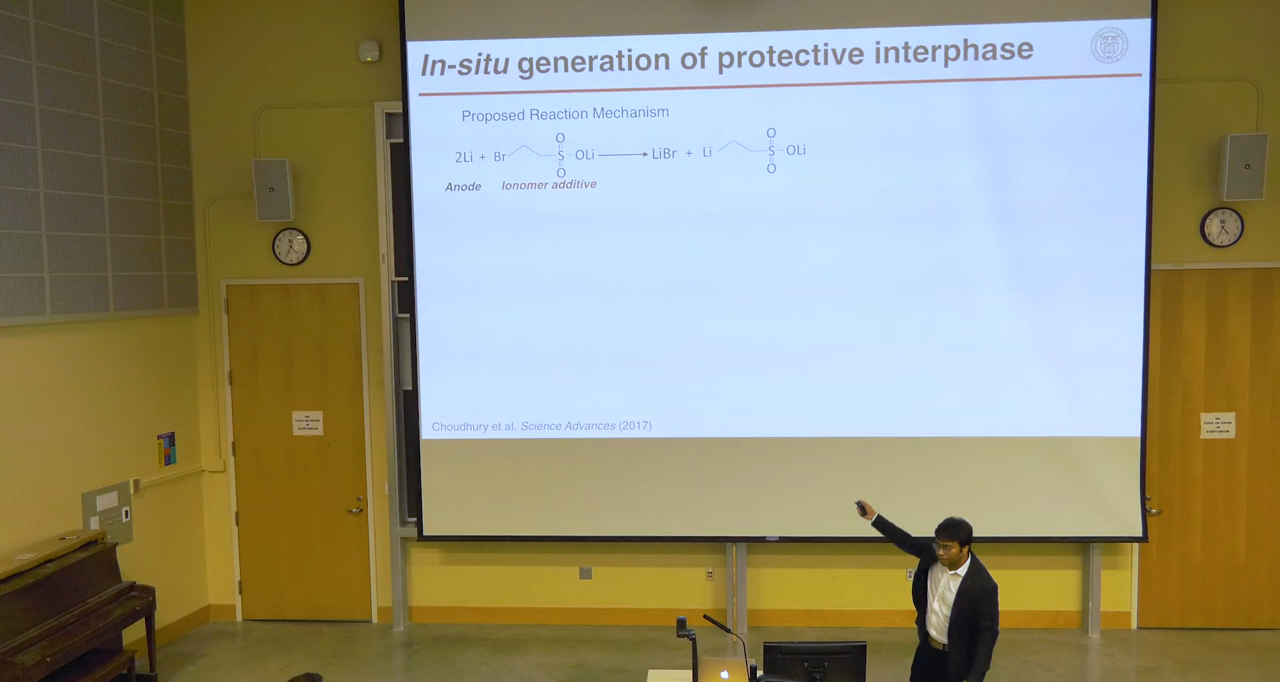 In-situ generation of protective interphase
Proposed Reaction Mechanism
O O
2Li + Br S OLi LiBr + Li S OLi
O O
Anode Ionomer additive
Choudhury et al. Science Advances (2017)
W
W